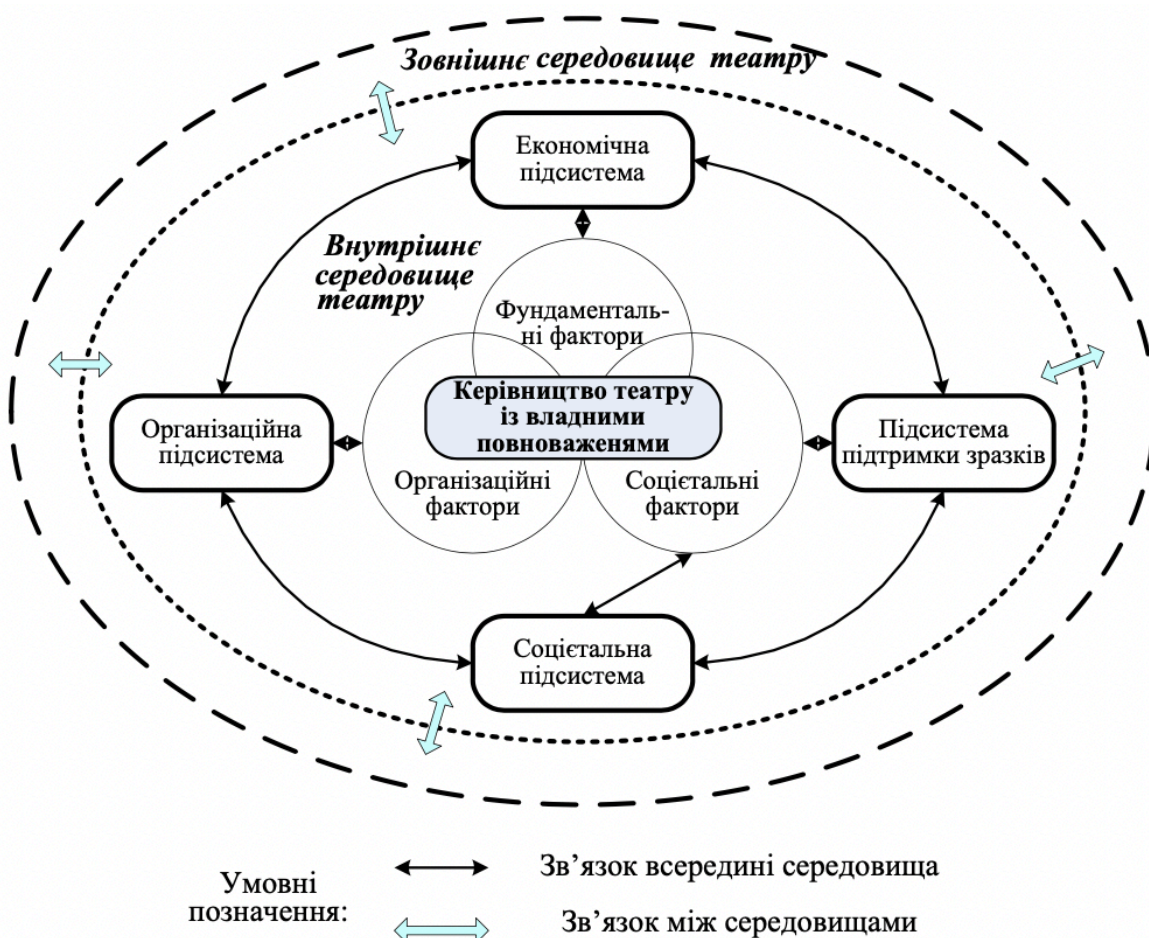 Зовнішнє середовище театру
Економічна
підсистема
Внутрішнє
середовище
театру
Фундаменталь-
ні фактори
Керівництво театру
із владними
повноваженями
Організаційна
підсистема
Підсистема
підтримки зразків
Організаційні
фактори
Соцієтальні
фактори
Соцієтальна
підсистема
Умовні
позначення:
Зв’язок всередині середовища
Зв’язок між середовищами